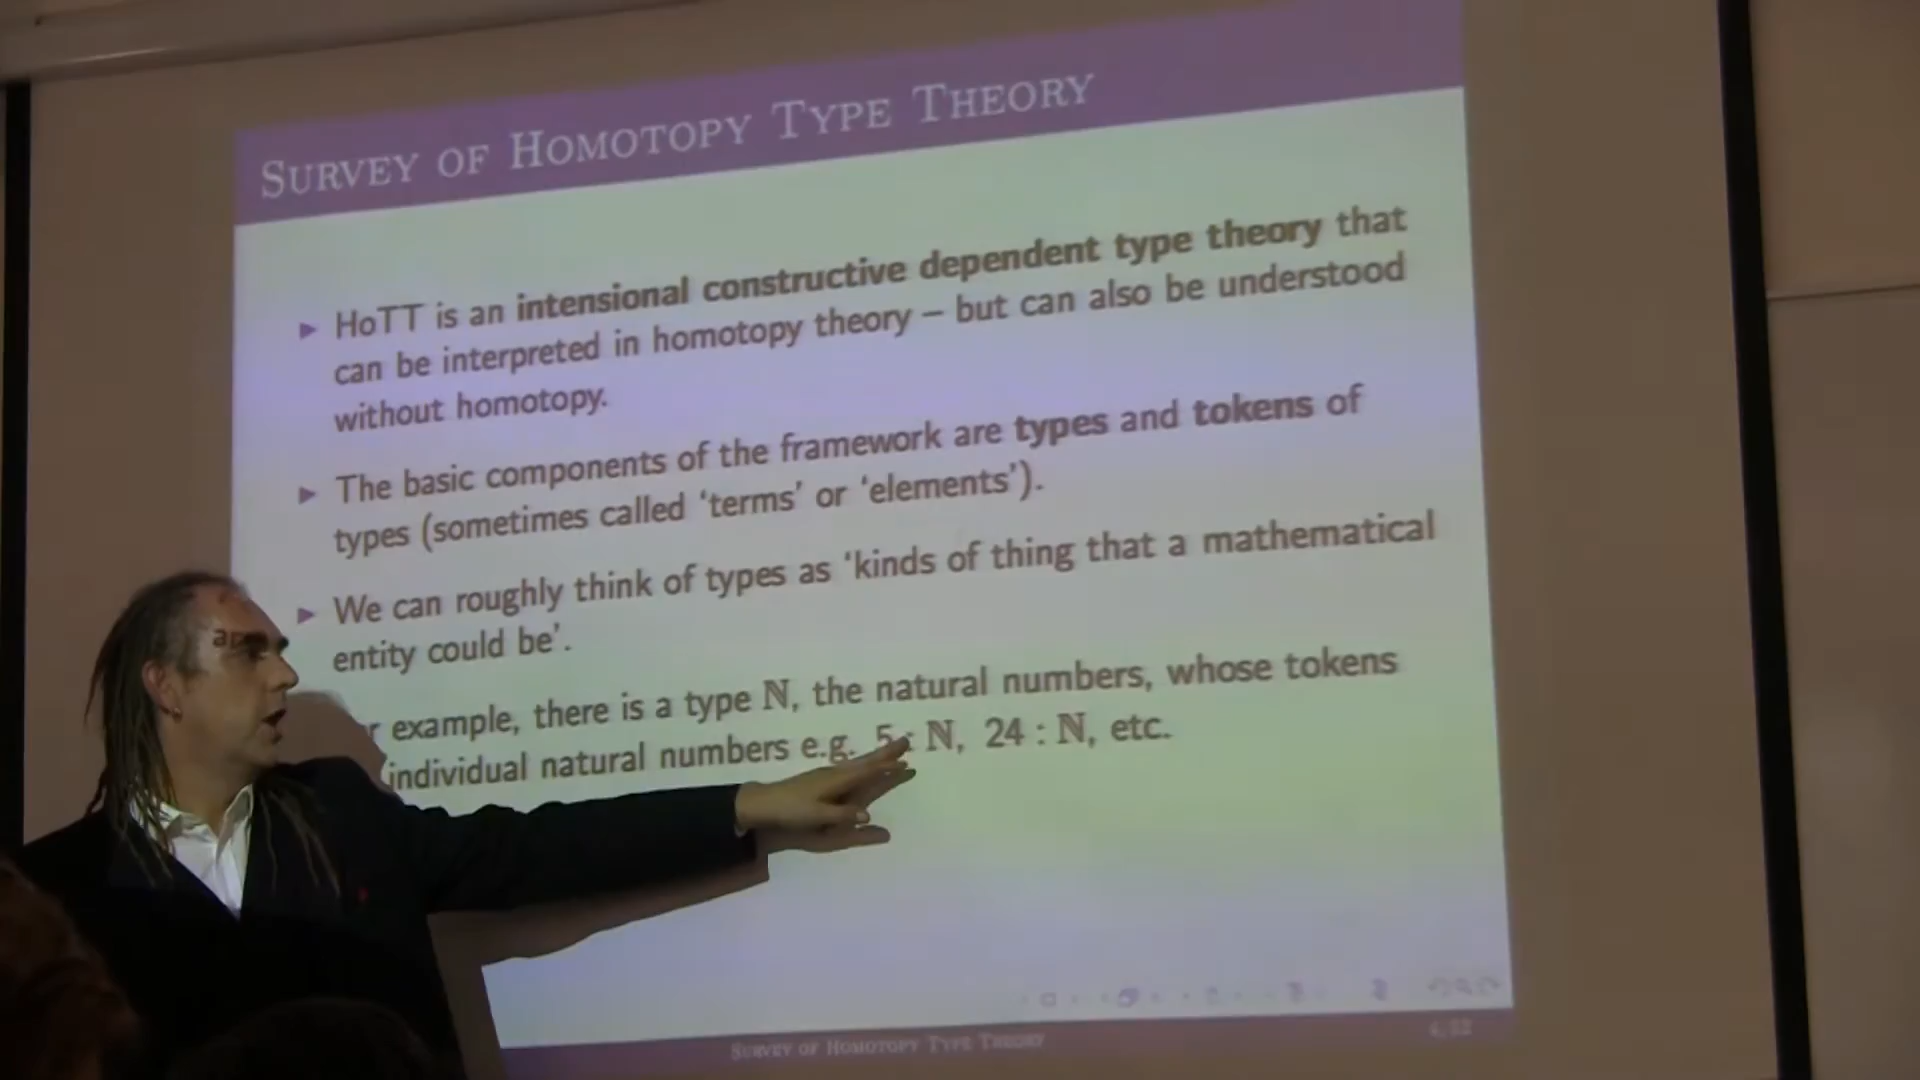 SURVEY OF HOMOTOPY TYPE THEORY
▶ HoTT is an intensional constructive dependent type theory that
can be interpreted in homotopy theory – but can also be understood
without homotopy.
▶ The basic components of the framework are types and tokens of
types (sometimes called ‘terms’ or ‘elements’).
▶ We can roughly think of types as ‘kinds of thing that a mathematical
entity could be’.
example, there is a type ℕ, the natural numbers, whose tokens
individual natural numbers e.g. 5 : ℕ, 24 : ℕ, etc.
SURVEY OF HOMOTOPY TYPE THEORY